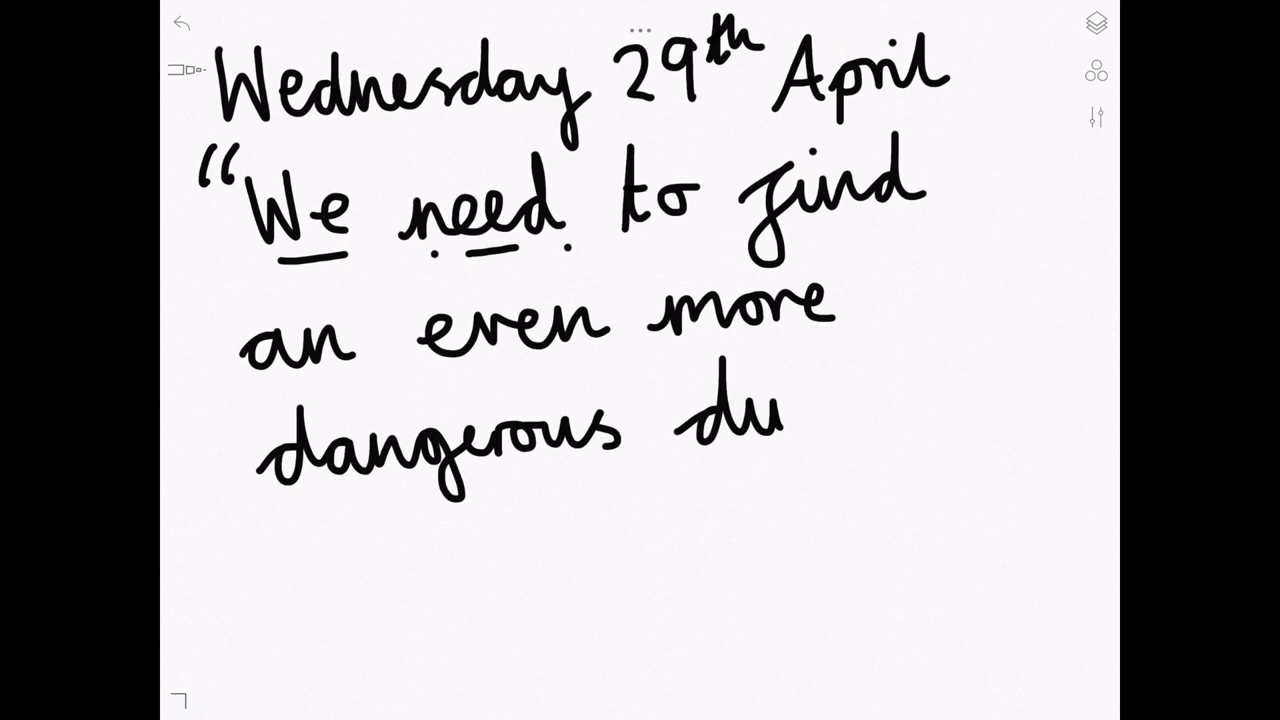 Wednesday 29th April
“We need to find
an even more
dangerous du